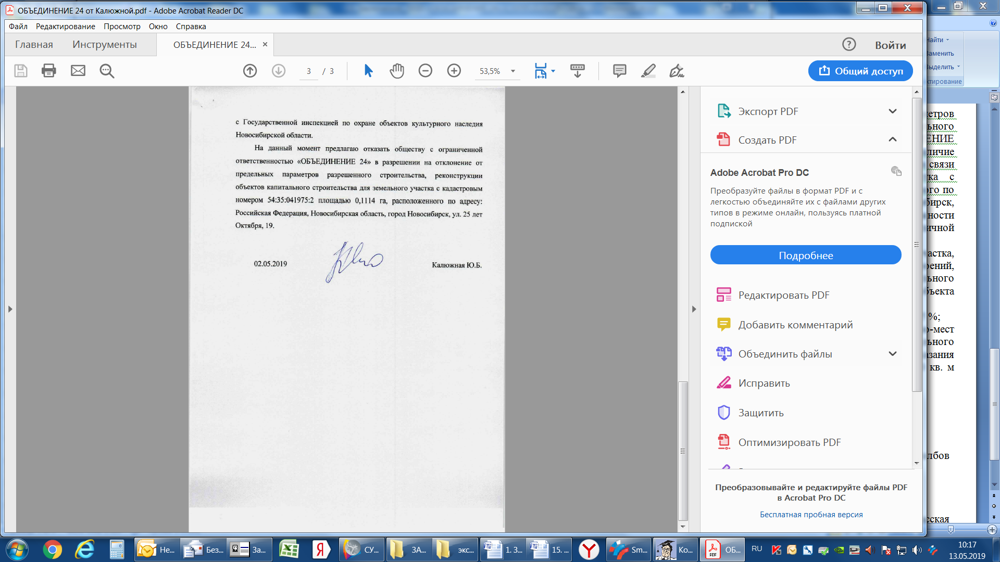 ОБЪЕДИНЕНИЕ 24 от Калюжной.pdf - Adobe Acrobat Reader DC
Файл Редактирование Просмотр Окно Справка
Главная Инструменты ОБЪЕДИНЕНИЕ 24... × Войти
3 / 3 53,5% Общий доступ
с Государственной инспекцией по охране объектов культурного наследия
Новосибирской области.
На данный момент предлагаю отказать обществу с ограниченной
ответственностью «ОБЪЕДИНЕНИЕ 24» в разрешении на отклонение от
предельных параметров разрешенного строительства, реконструкции
объектов капитального строительства для земельного участка с кадастровым
номером 54:35:041975:2 площадью 0,1114 га, расположенного по адресу:
Российская Федерация, Новосибирская область, город Новосибирск, ул. 25 лет
Октября, 19.
02.05.2019 Калюжная Ю.Б.
Экспорт PDF
Создать PDF
Adobe Acrobat Pro DC
Преобразуйте файлы в формат PDF и с
легкостью объединяйте их с файлами других
типов в режиме онлайн, пользуясь платной
подпиской
Подробнее
Редактировать PDF
Добавить комментарий
Объединить файлы
Исправить
Защитить
Оптимизировать PDF
Преобразовывайте и редактируйте файлы PDF
в Acrobat Pro DC
Бесплатная пробная версия
Найти
Заменить
Выделить
ктирование
метров
ьного
ЕНИЕ
личие
связи
ка с
го по
бирск,
ности
ичной
астка,
рений,
ьного
бъекта
%;
о-мест
ьного
азания
кв. м
лбов
сская
Не... Без... За... СУ... ЗА... экс... 1. З... 15. ... Sm... Ко... ОБ... RU
10:17
13.05.2019